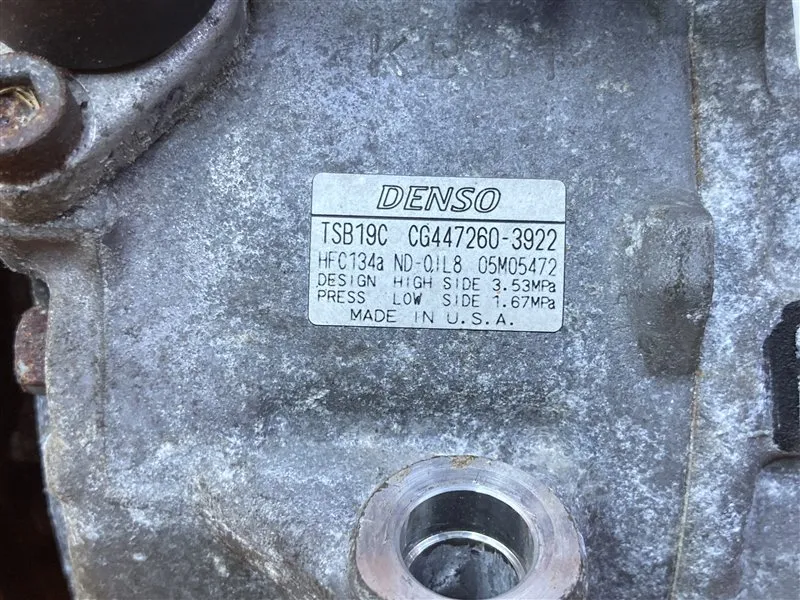 DENSO
TSB19C CG447260-3922
HFC134a ND-OIL8 05M05472
DESIGN HIGH SIDE 3.53MPa
PRESS LOW SIDE 1.67MPa
MADE IN U.S.A.